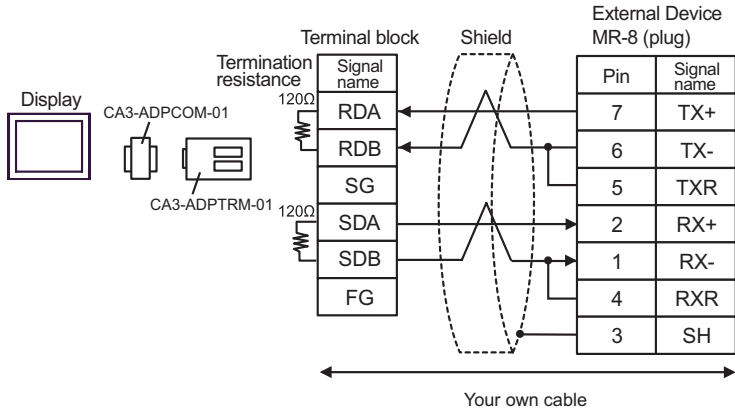 External Device
MR-8 (plug)
Terminal block
Shield
Termination
resistance
Signal
name
Pin
Signal
name
Display
CA3-ADPCOM-01
120Ω
RDA
7
TX+
RDB
6
TX-
SG
5
TXR
CA3-ADPTRM-01
120Ω
SDA
2
RX+
SDB
1
RX-
FG
4
RXR
3
SH
Your own cable